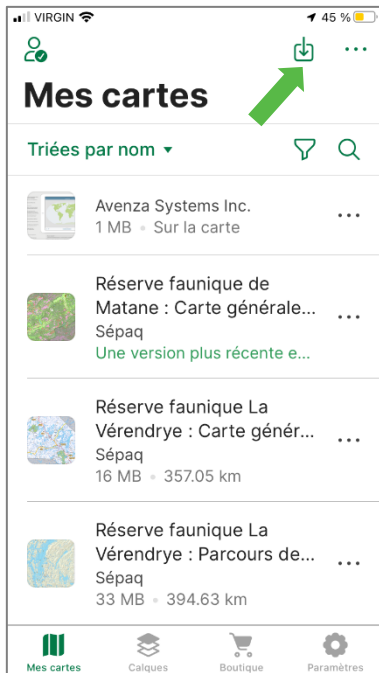 VIRGIN
45 %
Mes cartes
Triées par nom
Avenza Systems Inc.
1 MB • Sur la carte
Réserve faunique de
Matane : Carte générale...
Sépaq
Une version plus récente e...
Réserve faunique La
Vérendrye : Carte génér...
Sépaq
16 MB • 357.05 km
Réserve faunique La
Vérendrye : Parcours de...
Sépaq
33 MB • 394.63 km
Mes cartes
Calques
Boutique
Paramètres